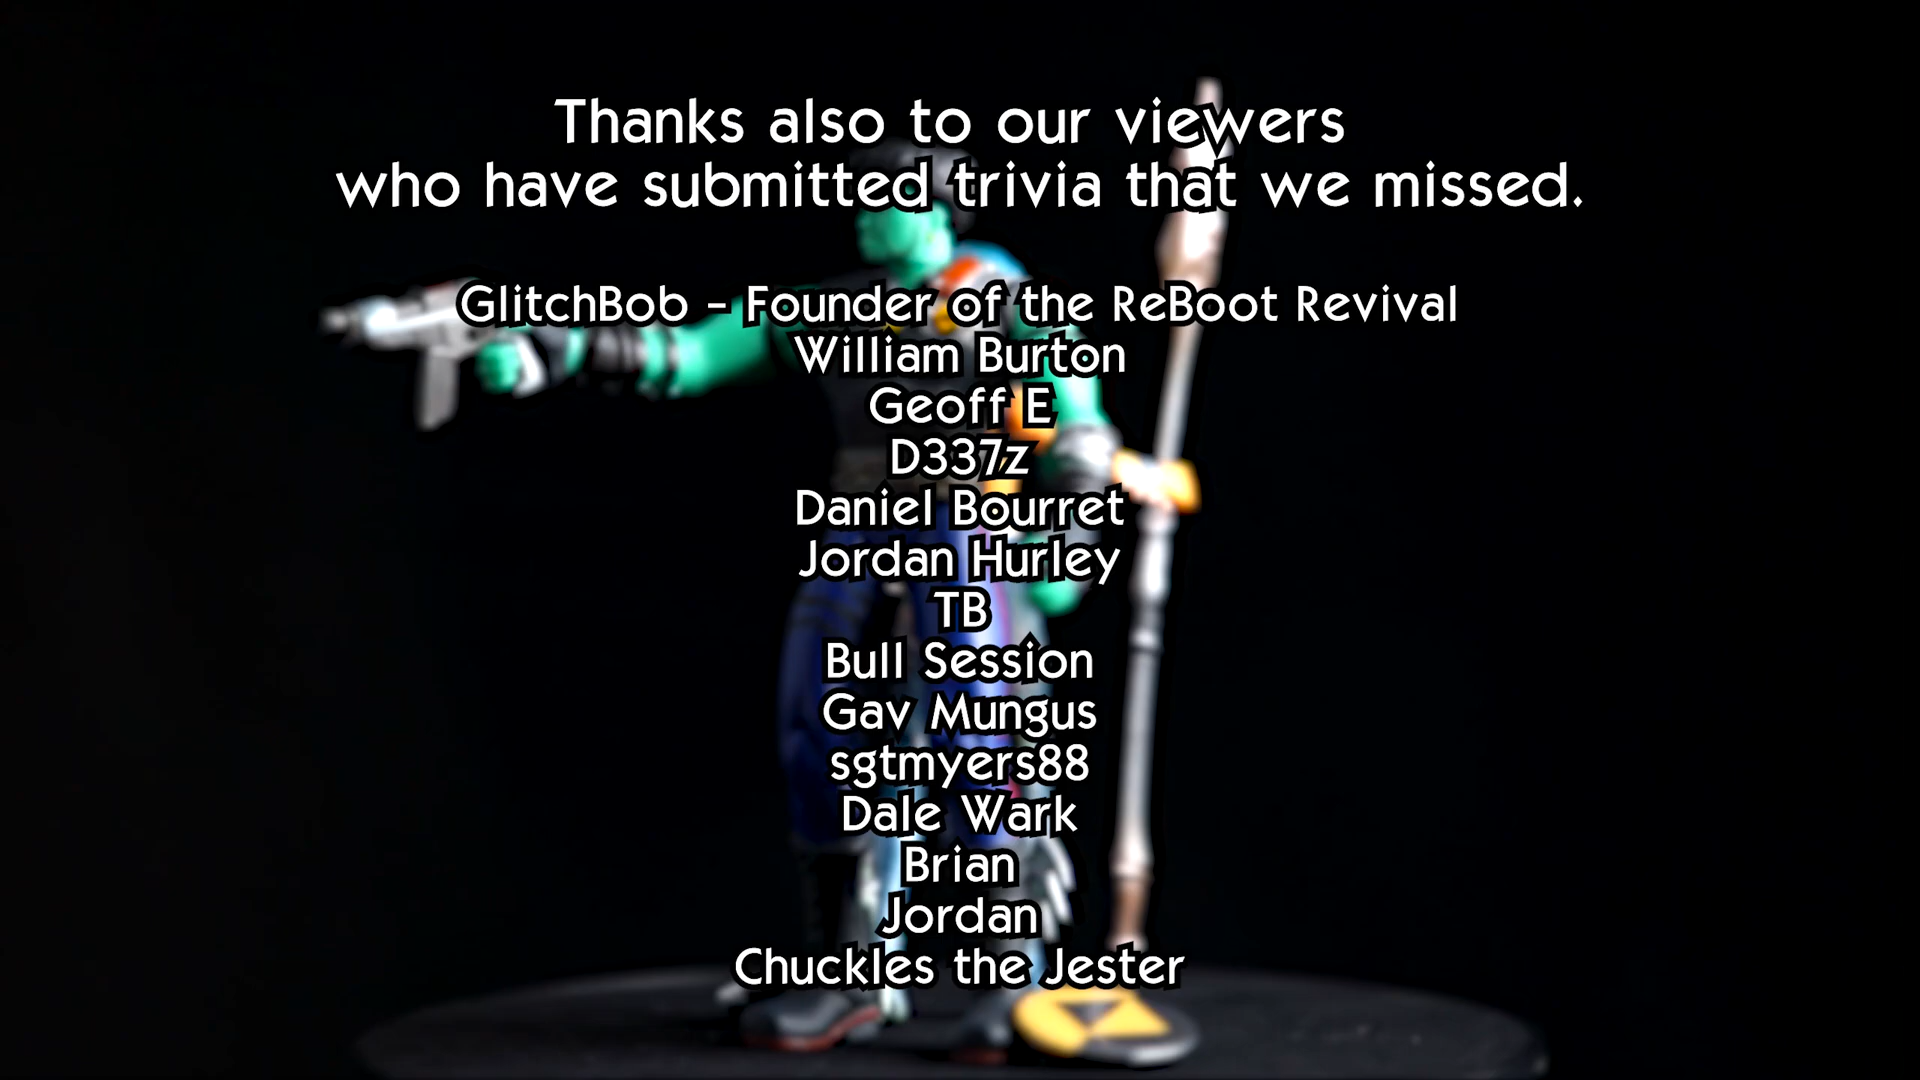 Thanks also to our viewers
who have submitted trivia that we missed.
GlitchBob - Founder of the ReBoot Revival
William Burton
Geoff E
D337z
Daniel Bourret
Jordan Hurley
TB
Bull Session
Gav Mungus
sgtmyers88
Dale Wark
Brian
Jordan
Chuckles the Jester